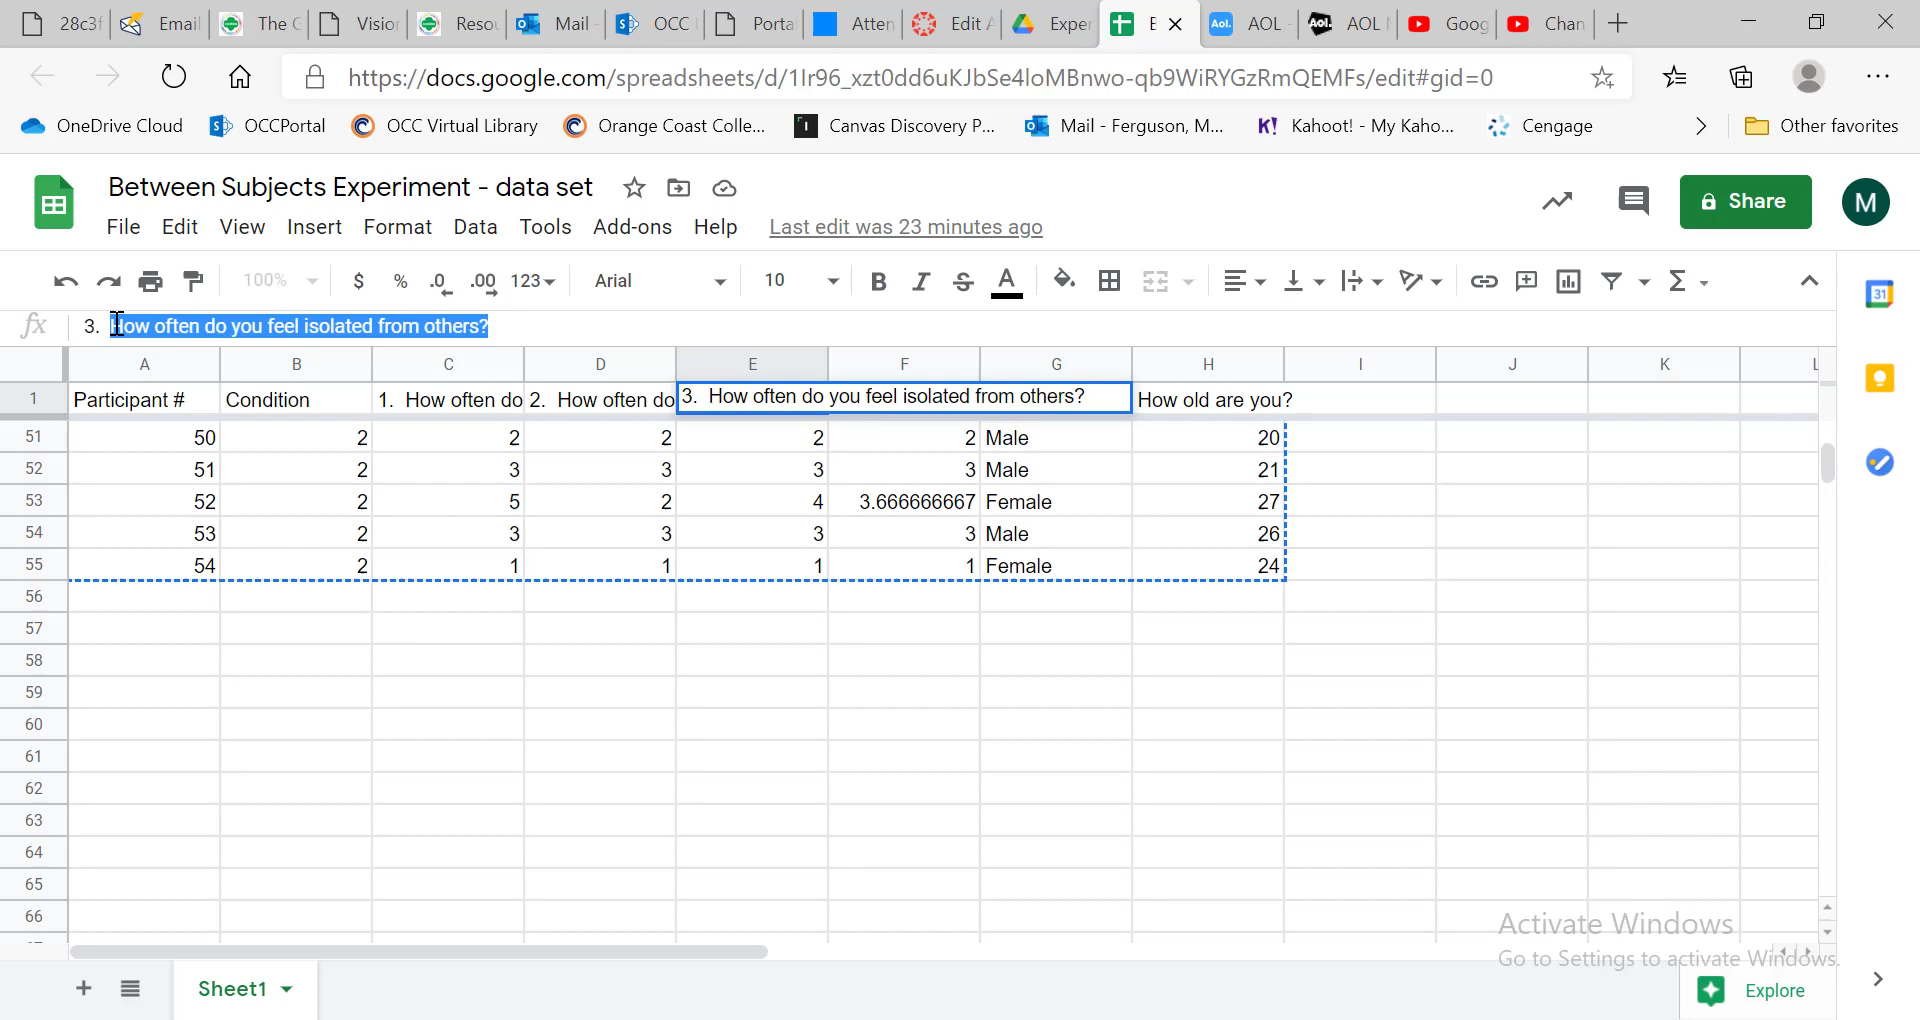 28c3f Email The C Vision Resou Mail - OCC Portal Atten Edit A Exper E AOL - AOL N Goog Chan
https://docs.google.com/spreadsheets/d/1Ir96_xzt0dd6uKJbSe4loMBnwo-qb9WiRYGzRmQEMFs/edit#gid=0
OneDrive Cloud OCCPortal OCC Virtual Library Orange Coast Colle... Canvas Discovery P... Mail - Ferguson, M... K! Kahoot! - My Kaho... Cengage Other favorites
Between Subjects Experiment - data set
Share M
File Edit View Insert Format Data Tools Add-ons Help Last edit was 23 minutes ago
100% $ % .0 .00 123 Arial 10 B I S A Σ 31
fx 3. How often do you feel isolated from others?
A B C D E F G H I J K L
1 Participant # Condition 1. How often do 2. How often do 3. How often do you feel isolated from others? How old are you?
51 50 2 2 2 2 2 Male 20
52 51 2 3 3 3 3 Male 21
53 52 2 5 2 4 3.666666667 Female 27
54 53 2 3 3 3 3 Male 26
55 54 2 1 1 1 1 Female 24
56
57
58
59
60
61
62
63
64
65
66
Activate Windows
Go to Settings to activate Windows.
Sheet1 Explore